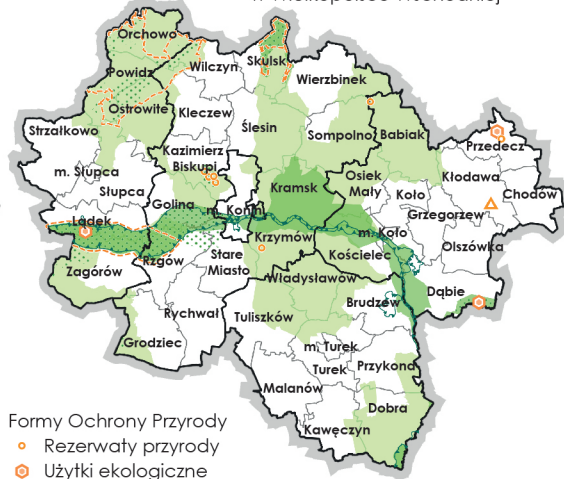 w Wielkopolsce Wschodniej
Orchowo
Skulsk
Wilczyn
Powidz
Wierzbinek
Ostrowite
Kleczew
Strzałkowo
Ślesin
Sompolno
Babiak
Przedecz
Kazimierz
Biskupi
m. Słupca
Kłodawa
Słupca
Kramsk
Osiek
Mały
Koło
Chodów
Golina
m. Konin
Grzegorzew
Lądek
m. Koło
Krzymów
Olszówka
Kościelec
Stare
Miasto
Rzgów
Zagórów
Władysławów
Dąbie
Brudzew
Rychwał
Tuliszków
Grodziec
m. Turek
Turek
Przykona
Malanów
Dobra
Kawęczyn
Formy Ochrony Przyrody
Rezerwaty przyrody
Użytki ekologiczne